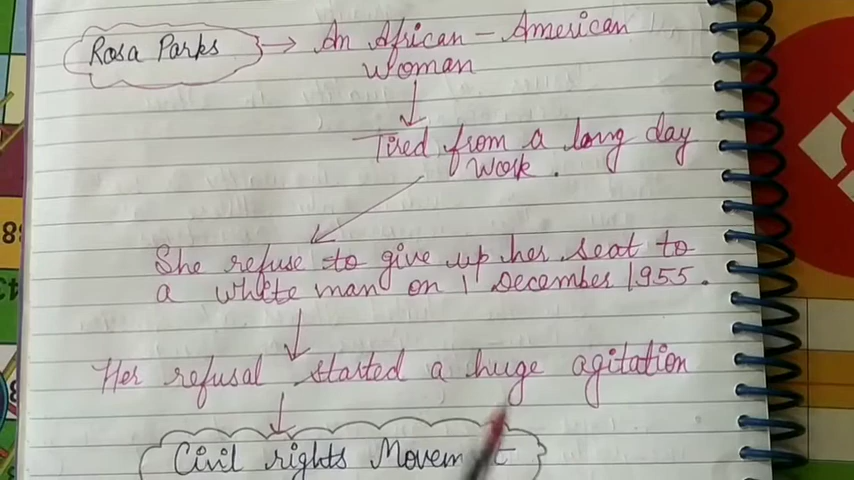 Rosa Parks → An African - American
Woman
Tired from a long day
Work .
She refuse to give up her seat to
a white man on 1 December 1955 .
Her refusal started a huge agitation
Civil rights Movement